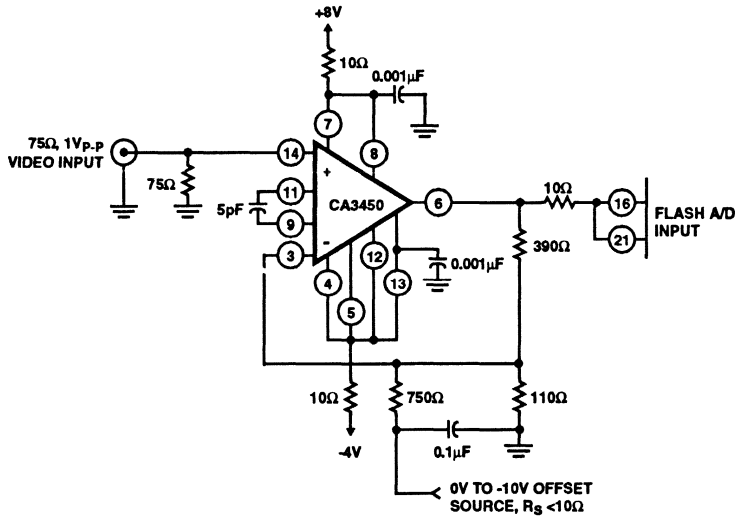 +8V
10Ω
0.001µF
7
8
75Ω, 1VP-P
VIDEO INPUT
14
75Ω
+
11
5pF
9
CA3450
-
3
6
10Ω
16
21
FLASH A/D
INPUT
390Ω
12
0.001µF
4
13
5
10Ω
-4V
750Ω
110Ω
0.1µF
0V TO -10V OFFSET
SOURCE, RS <10Ω